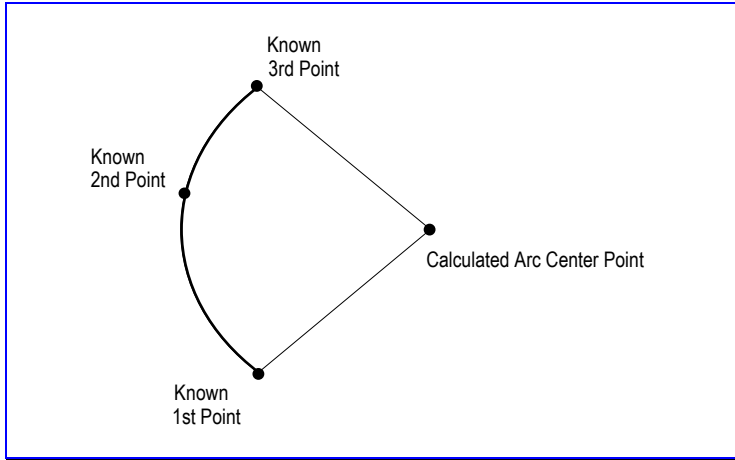 Known
3rd Point
Known
2nd Point
Calculated Arc Center Point
Known
1st Point